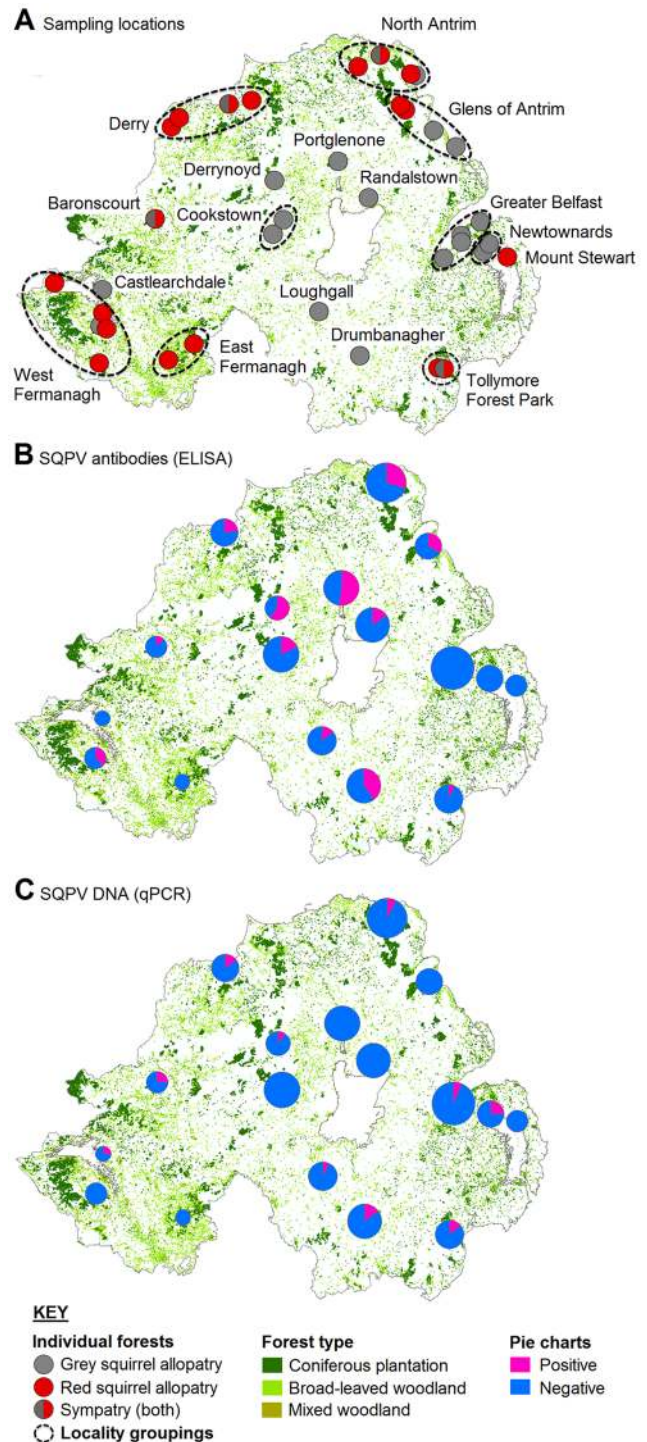 A Sampling locations
North Antrim
Derry
Glens of Antrim
Portglenone
Derrynoyd
Randalstown
Baronscourt
Cookstown
Greater Belfast
Newtownards
Mount Stewart
Castlearchdale
Loughgall
East
Fermanagh
Drumbanagher
West
Fermanagh
Tollymore
Forest Park
B SQPV antibodies (ELISA)
C SQPV DNA (qPCR)
KEY
Individual forests
Grey squirrel allopatry
Red squirrel allopatry
Sympatry (both)
Locality groupings
Forest type
Coniferous plantation
Broad-leaved woodland
Mixed woodland
Pie charts
Positive
Negative